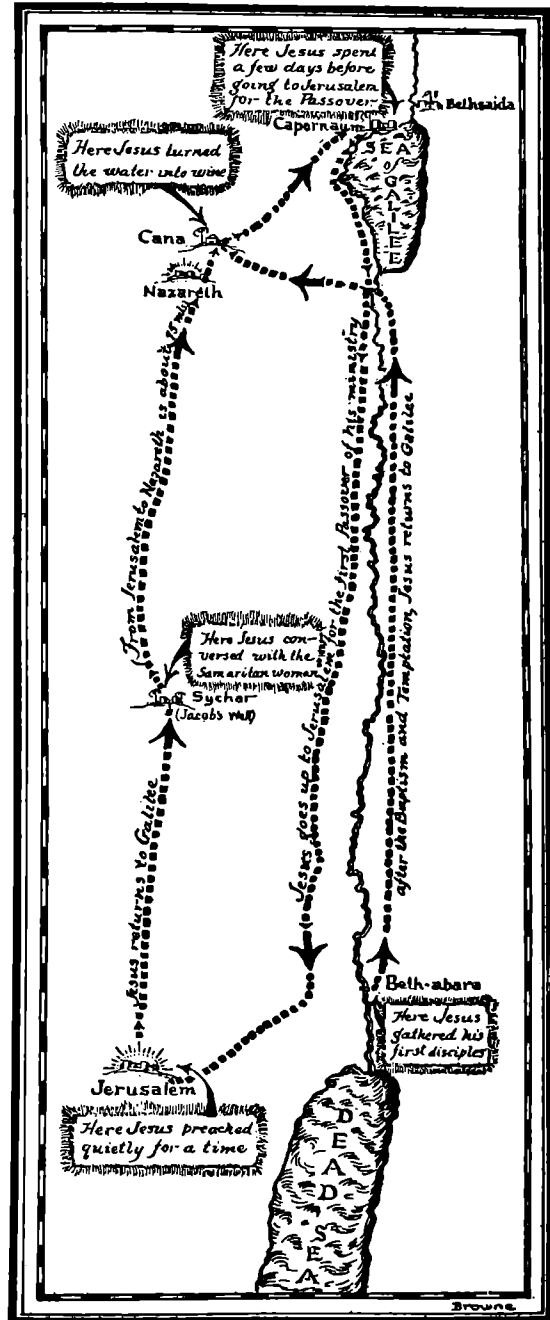 Here Jesus spent
a few days before
going to Jerusalem
for the Passover
Bethsaida
Capernaum
SEA
of
GALILEE
Here Jesus turned
the water into wine
Cana
Nazareth
(From Jerusalem to Nazareth is about 75 mls)
Jesus goes up to Jerusalem for the first Passover of his ministry
after the Baptism and Temptation, Jesus returns to Galilee
Here Jesus con-
versed with the
Samaritan woman
Sychar
(Jacob's Well)
Jesus returns to Galilee
Beth-abara
Here Jesus
gathered his
first disciples
Jerusalem
Here Jesus preached
quietly for a time
DEAD
SEA
Browne